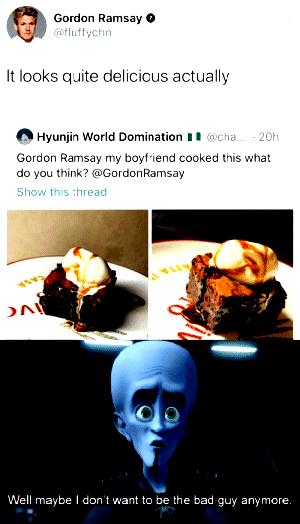 Gordon Ramsay
@fluffychn
It looks quite delicious actually
Hyunjin World Domination @cha... · 20h
Gordon Ramsay my boyfriend cooked this what
do you think? @GordonRamsay
Show this thread
Well maybe I don't want to be the bad guy anymore.